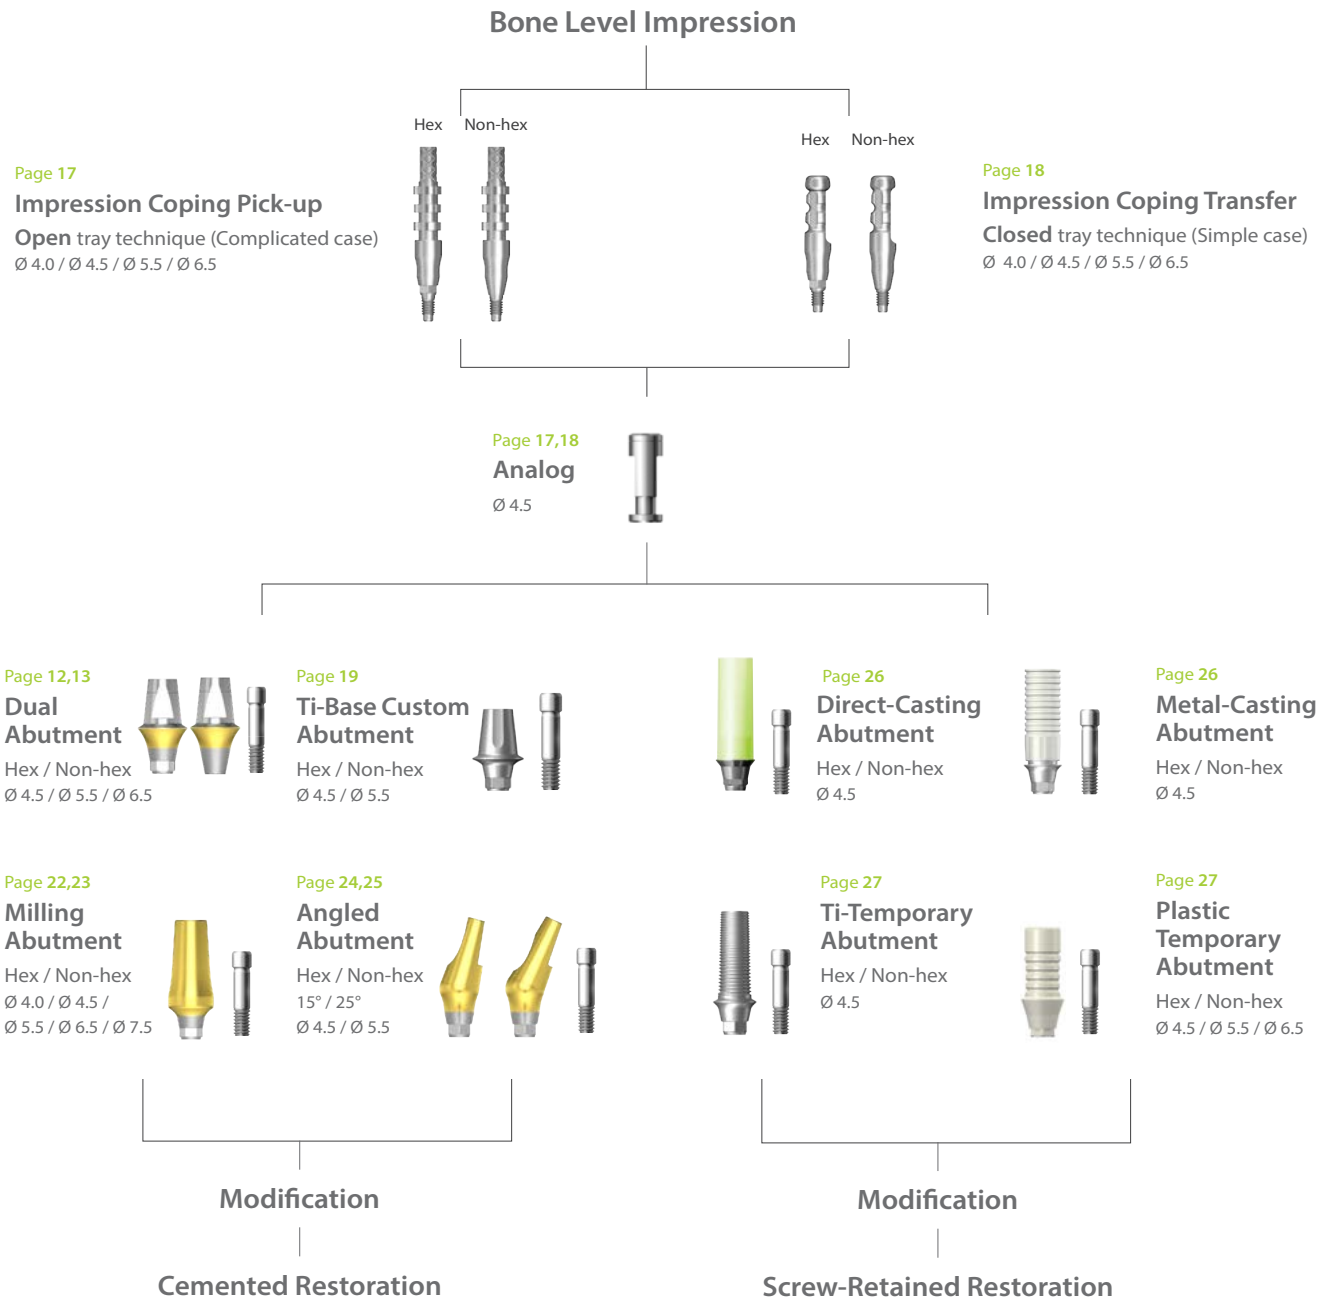 Bone Level Impression
Hex Non-hex
Page 17
Impression Coping Pick-up
Open tray technique (Complicated case)
Ø 4.0 / Ø 4.5 / Ø 5.5 / Ø 6.5
Hex Non-hex
Page 18
Impression Coping Transfer
Closed tray technique (Simple case)
Ø 4.0 / Ø 4.5 / Ø 5.5 / Ø 6.5
Page 17,18
Analog
Ø 4.5
Page 12,13
Dual
Abutment
Hex / Non-hex
Ø 4.5 / Ø 5.5 / Ø 6.5
Page 19
Ti-Base Custom
Abutment
Hex / Non-hex
Ø 4.5 / Ø 5.5
Page 26
Direct-Casting
Abutment
Hex / Non-hex
Ø 4.5
Page 26
Metal-Casting
Abutment
Hex / Non-hex
Ø 4.5
Page 22,23
Milling
Abutment
Hex / Non-hex
Ø 4.0 / Ø 4.5 /
Ø 5.5 / Ø 6.5 / Ø 7.5
Page 24,25
Angled
Abutment
Hex / Non-hex
15° / 25°
Ø 4.5 / Ø 5.5
Page 27
Ti-Temporary
Abutment
Hex / Non-hex
Ø 4.5
Page 27
Plastic
Temporary
Abutment
Hex / Non-hex
Ø 4.5 / Ø 5.5 / Ø 6.5
Modification
Cemented Restoration
Modification
Screw-Retained Restoration